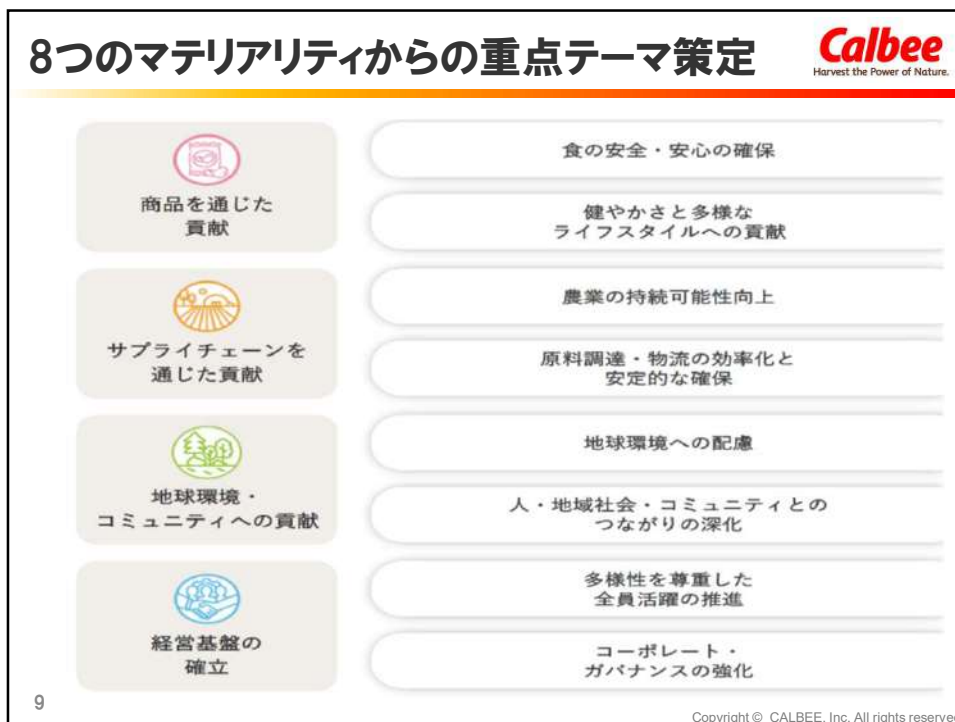 8つのマテリアリティからの重点テーマ策定
Calbee
Harvest the Power of Nature.
商品を通じた
貢献
食の安全・安心の確保
健やかさと多様な
ライフスタイルへの貢献
サプライチェーンを
通じた貢献
農業の持続可能性向上
原料調達・物流の効率化と
安定的な確保
地球環境・
コミュニティへの貢献
地球環境への配慮
人・地域社会・コミュニティとの
つながりの深化
経営基盤の
確立
多様性を尊重した
全員活躍の推進
コーポレート・
ガバナンスの強化
9
Copyright © CALBEE, Inc. All rights reserved